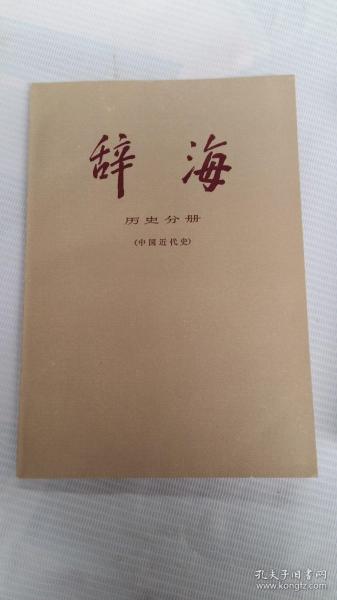 辞海
历史分册
(中国近代史)
孔夫子旧书网